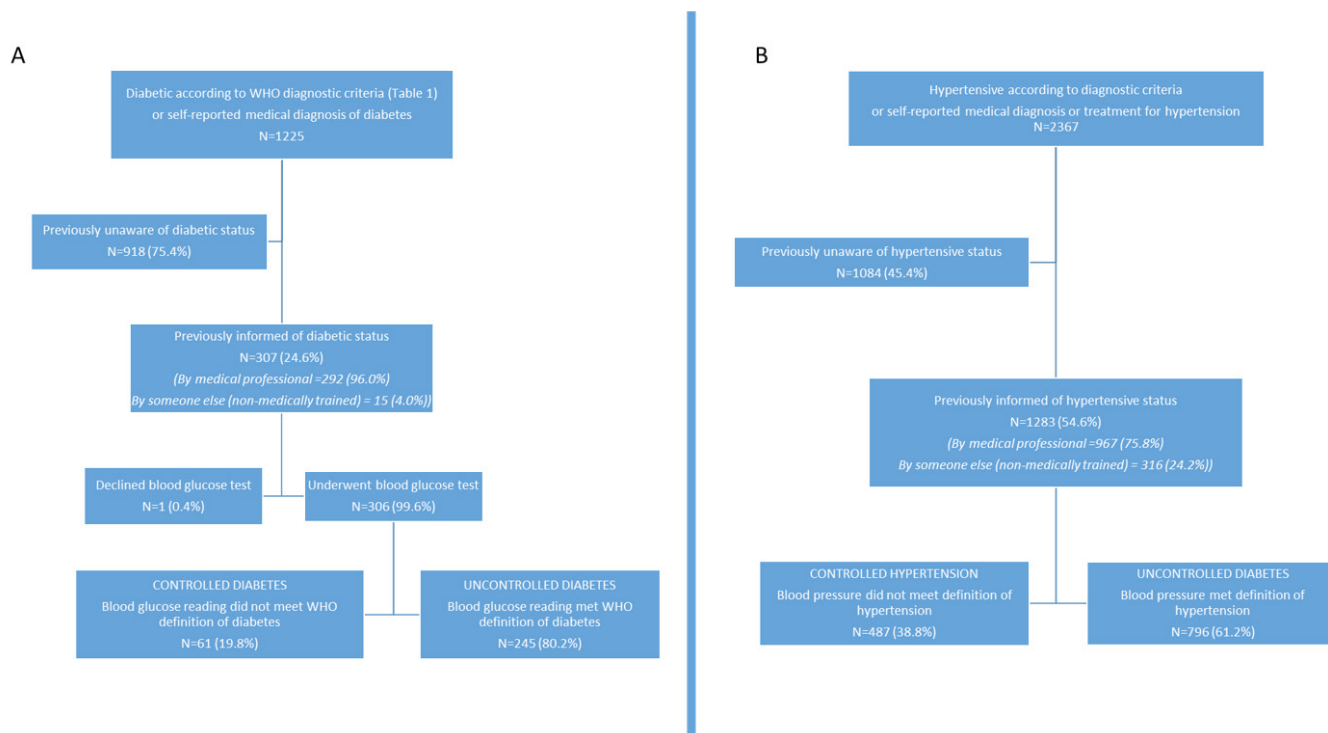 A
Diabetic according to WHO diagnostic criteria (Table 1)
or self-reported medical diagnosis of diabetes
N=1225
Previously unaware of diabetic status
N=918 (75.4%)
Previously informed of diabetic status
N=307 (24.6%)
(By medical professional =292 (96.0%)
By someone else (non-medically trained) = 15 (4.0%))
Declined blood glucose test
N=1 (0.4%)
Underwent blood glucose test
N=306 (99.6%)
CONTROLLED DIABETES
Blood glucose reading did not meet WHO
definition of diabetes
N=61 (19.8%)
UNCONTROLLED DIABETES
Blood glucose reading met WHO
definition of diabetes
N=245 (80.2%)
B
Hypertensive according to diagnostic criteria
or self-reported medical diagnosis or treatment for hypertension
N=2367
Previously unaware of hypertensive status
N=1084 (45.4%)
Previously informed of hypertensive status
N=1283 (54.6%)
(By medical professional =967 (75.8%)
By someone else (non-medically trained) = 316 (24.2%))
CONTROLLED HYPERTENSION
Blood pressure did not meet definition of
hypertension
N=487 (38.8%)
UNCONTROLLED DIABETES
Blood pressure met definition of
hypertension
N=796 (61.2%)